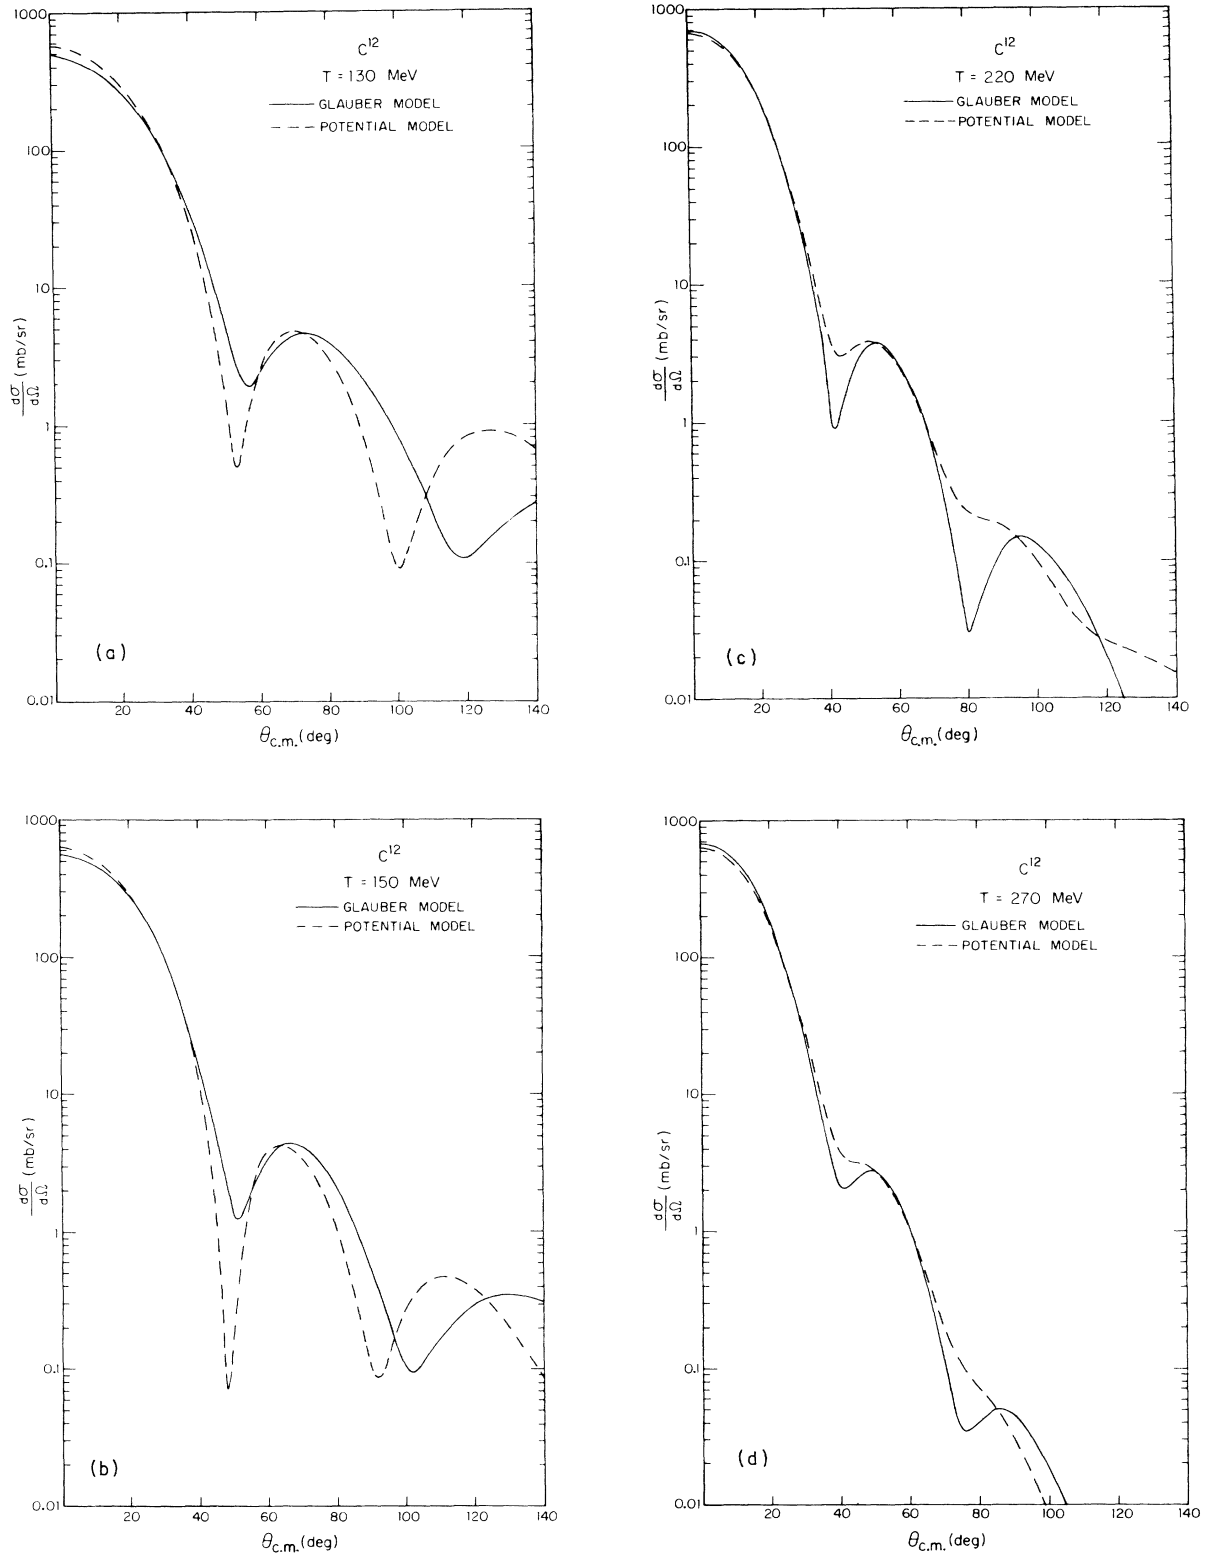 1000
100
10
1
0.1
0.01
dσ/dΩ (mb/sr)
C¹²
T = 130 MeV
GLAUBER MODEL
POTENTIAL MODEL
(a)
20 40 60 80 100 120 140
θc.m. (deg)
1000
100
10
1
0.1
0.01
dσ/dΩ (mb/sr)
C¹²
T = 220 MeV
GLAUBER MODEL
POTENTIAL MODEL
(c)
20 40 60 80 100 120 140
θc.m. (deg)
1000
100
10
1
0.1
0.01
dσ/dΩ (mb/sr)
C¹²
T = 150 MeV
GLAUBER MODEL
POTENTIAL MODEL
(b)
20 40 60 80 100 120 140
θc.m. (deg)
1000
100
10
1
0.1
0.01
dσ/dΩ (mb/sr)
C¹²
T = 270 MeV
GLAUBER MODEL
POTENTIAL MODEL
(d)
20 40 60 80 100 120 140
θc.m. (deg)